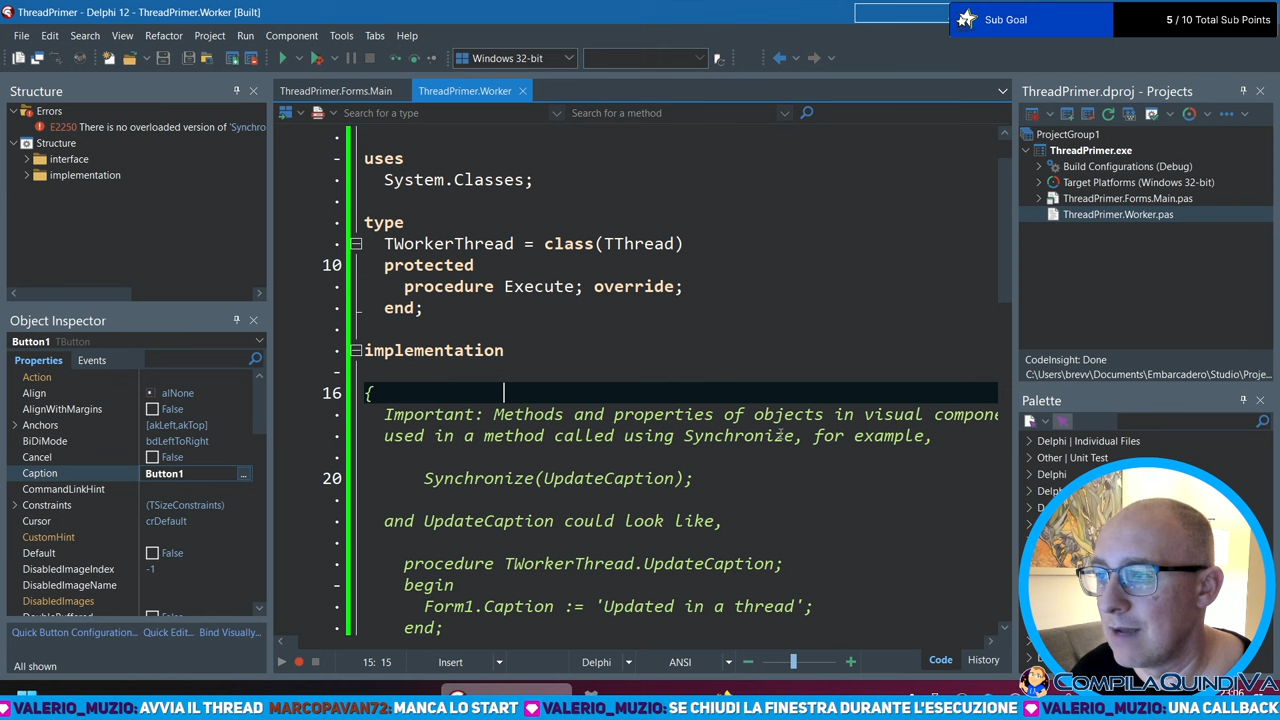 ThreadPrimer - Delphi 12 - ThreadPrimer.Worker [Built]
Sub Goal
5 / 10 Total Sub Points
File Edit Search View Refactor Project Run Component Tools Tabs Help
Windows 32-bit
Structure
Errors
E2250 There is no overloaded version of 'Synchro
Structure
interface
implementation
Object Inspector
Button1 TButton
Properties Events
Action
Align alNone
AlignWithMargins False
Anchors [akLeft,akTop]
BiDiMode bdLeftToRight
Cancel False
Caption Button1 ...
CommandLinkHint
Constraints (TSizeConstraints)
Cursor crDefault
CustomHint
Default False
DisabledImageIndex -1
DisabledImageName
DisabledImages
Quick Button Configuration... Quick Edit... Bind Visually...
All shown
ThreadPrimer.Forms.Main ThreadPrimer.Worker
Search for a type Search for a method
uses
System.Classes;
type
TWorkerThread = class(TThread)
10 protected
procedure Execute; override;
end;
implementation
16 {
Important: Methods and properties of objects in visual compone
used in a method called using Synchronize, for example,
20 Synchronize(UpdateCaption);
and UpdateCaption could look like,
procedure TWorkerThread.UpdateCaption;
begin
Form1.Caption := 'Updated in a thread';
end;
15: 15 Insert Delphi ANSI Code History
ThreadPrimer.dproj - Projects
ProjectGroup1
ThreadPrimer.exe
Build Configurations (Debug)
Target Platforms (Windows 32-bit)
ThreadPrimer.Forms.Main.pas
ThreadPrimer.Worker.pas
CodeInsight: Done
C:\Users\brevv\Documents\Embarcadero\Studio\Proje...
Palette
Delphi | Individual Files
Other | Unit Test
Delphi
COMPILAQUINDIVA
VALERIO_MUZIO: AVVIA IL THREAD MARCOPAVAN72: MANCA LO START VALERIO_MUZIO: SE CHIUDI LA FINESTRA DURANTE L'ESECUZIONE VALERIO_MUZIO: UNA CALLBACK